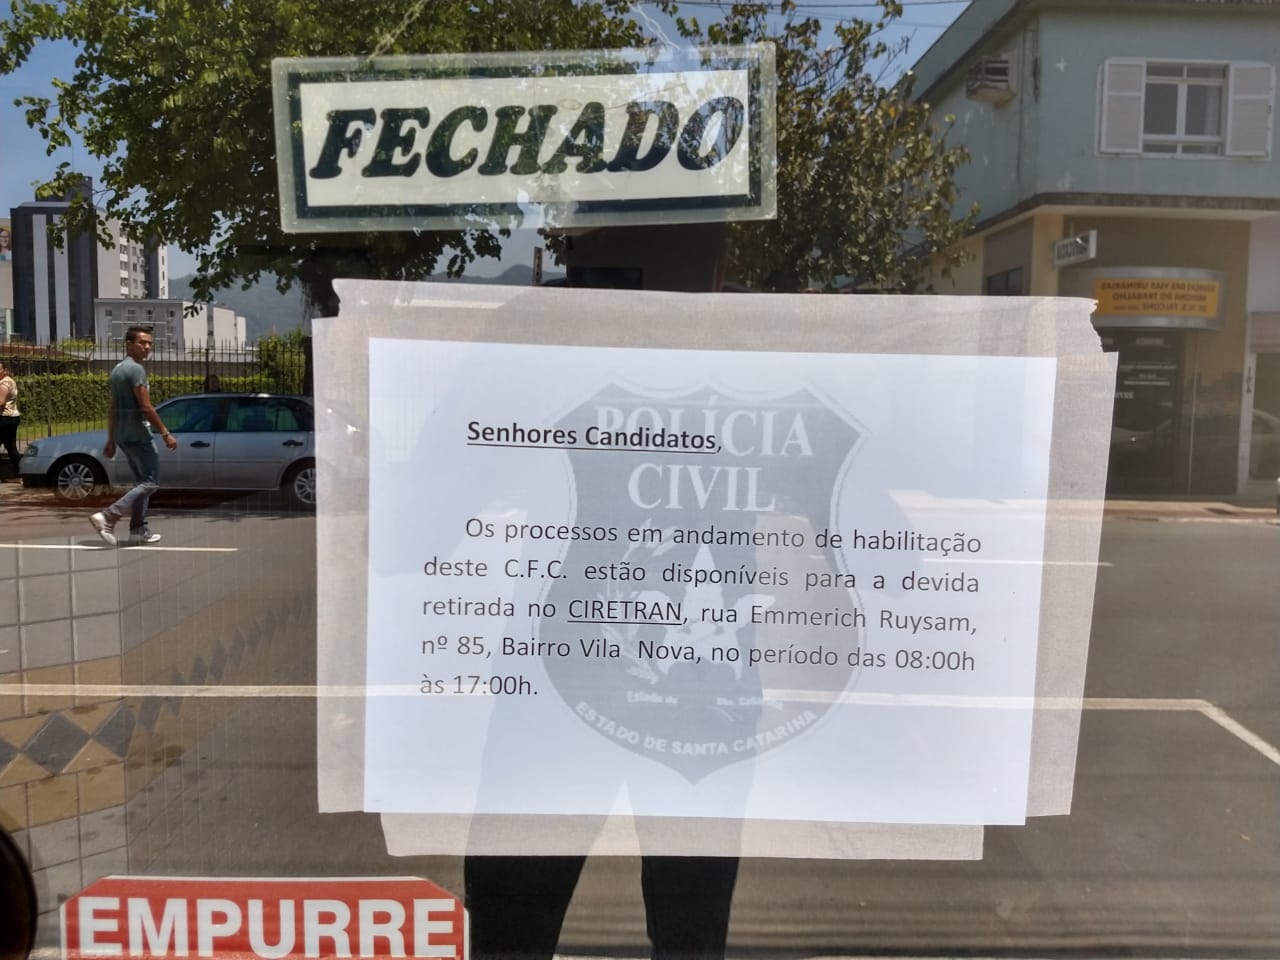 FECHADO
POLÍCIA
CIVIL
Senhores Candidatos,
Os processos em andamento de habilitação
deste C.F.C. estão disponíveis para a devida
retirada no CIRETRAN, rua Emmerich Ruysam,
nº 85, Bairro Vila Nova, no período das 08:00h
às 17:00h.
ESTADO DE SANTA CATARINA
EMPURRE